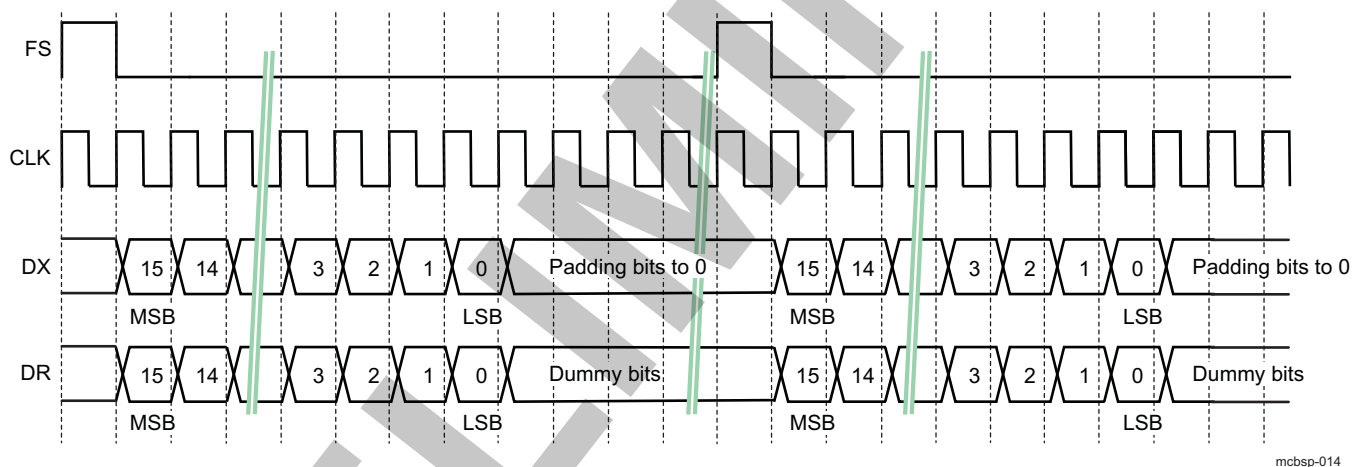 FS
CLK
DX 15 14 3 2 1 0 Padding bits to 0 15 14 3 2 1 0 Padding bits to 0
MSB LSB MSB LSB
DR 15 14 3 2 1 0 Dummy bits 15 14 3 2 1 0 Dummy bits
MSB LSB MSB LSB
mcbsp-014